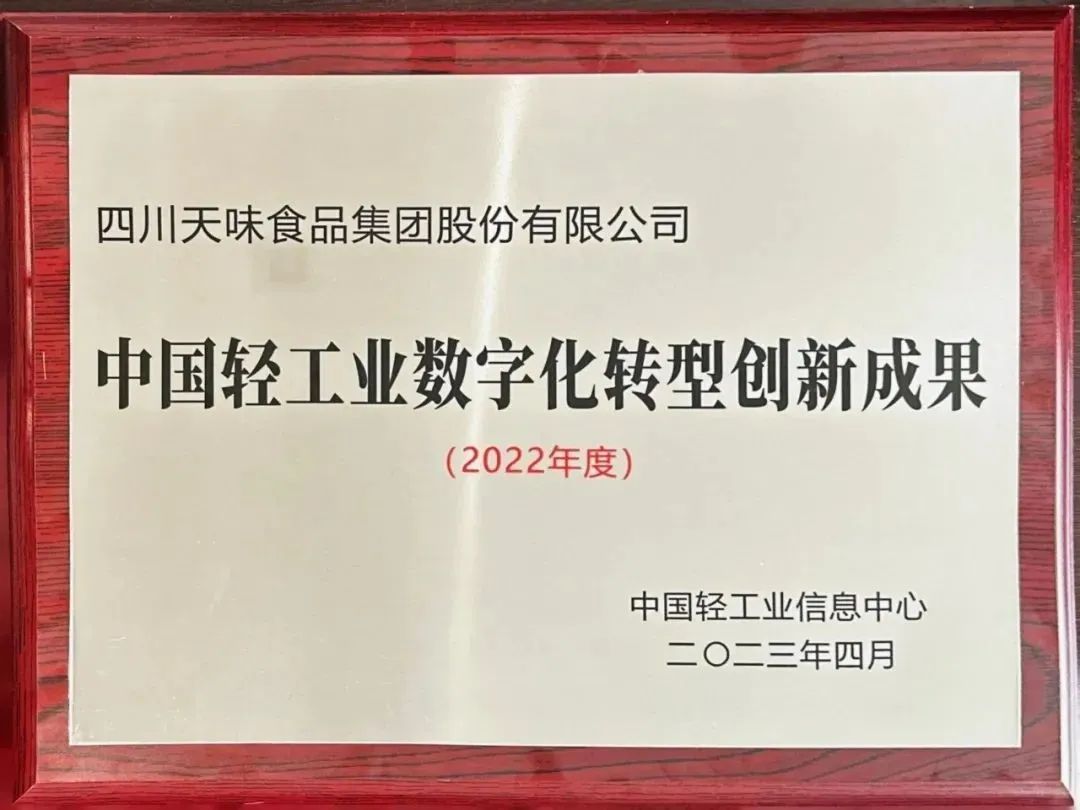 四川天味食品集团股份有限公司
中国轻工业数字化转型创新成果
（2022年度）
中国轻工业信息中心
二〇二三年四月